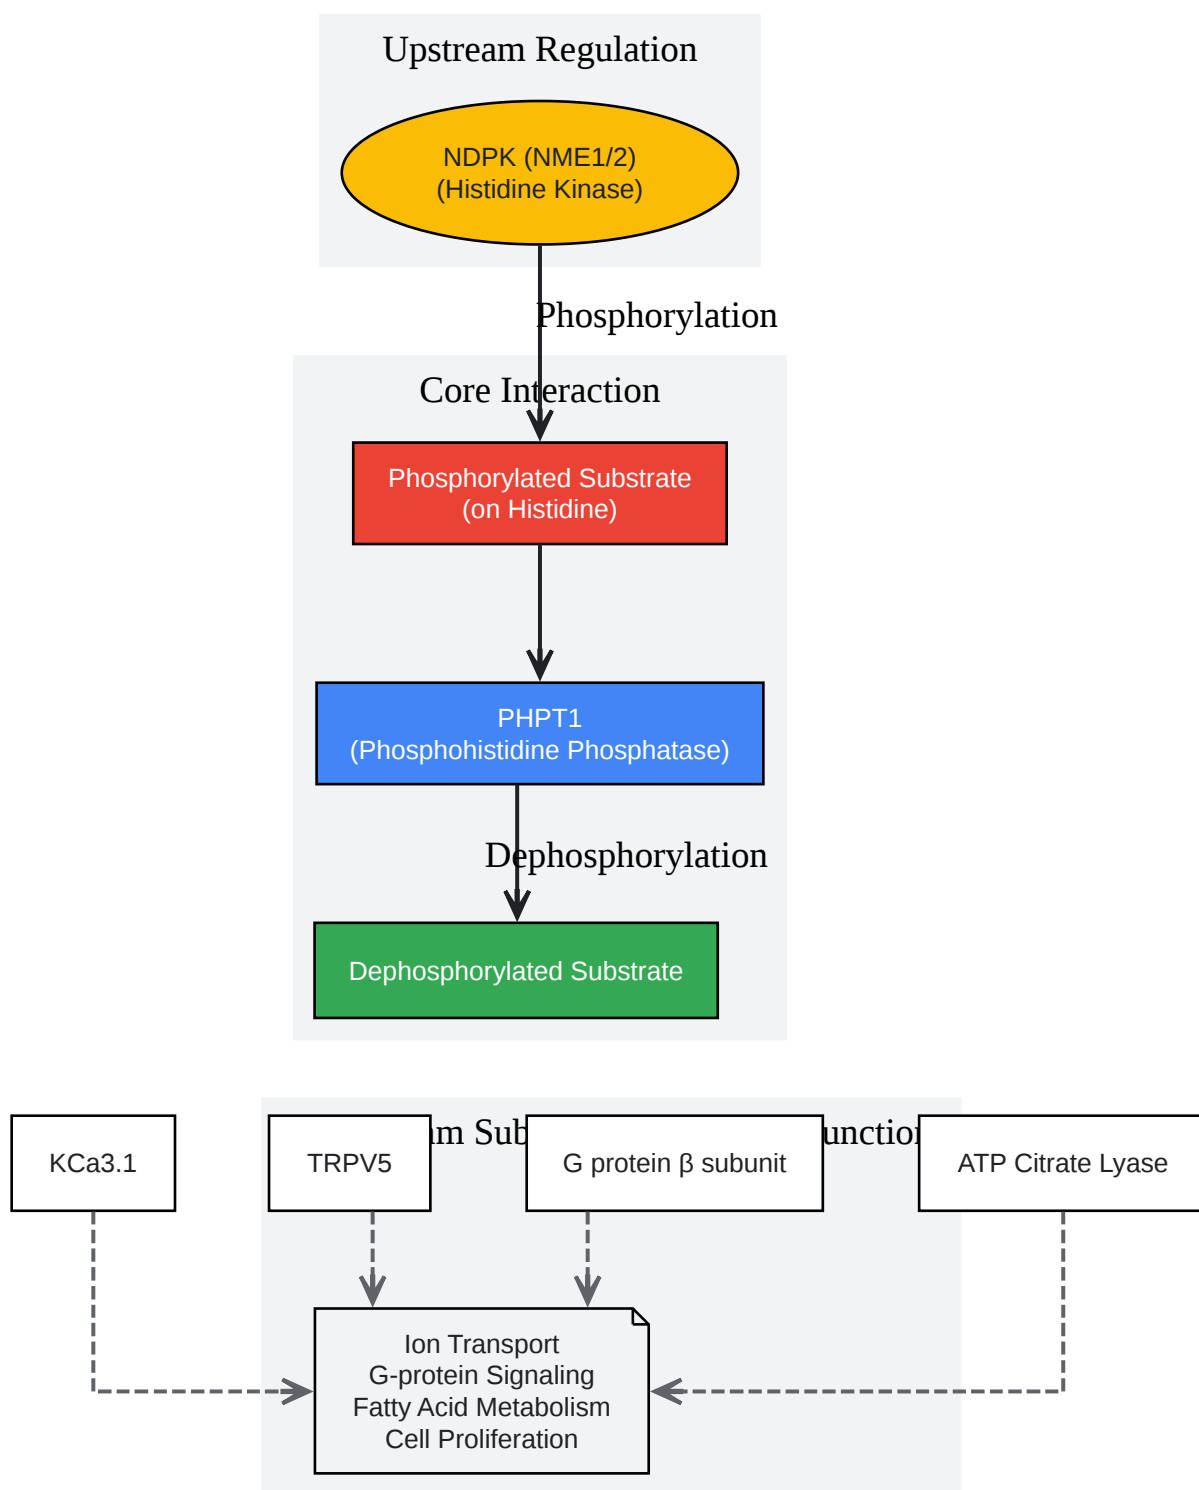 Upstream Regulation
NDPK (NME1/2)
(Histidine Kinase)
Phosphorylation
Core Interaction
Phosphorylated Substrate
(on Histidine)
PHPT1
(Phosphohistidine Phosphatase)
Dephosphorylation
Dephosphorylated Substrate
KCa3.1
TRPV5
G protein β subunit
ATP Citrate Lyase
Ion Transport
G-protein Signaling
Fatty Acid Metabolism
Cell Proliferation